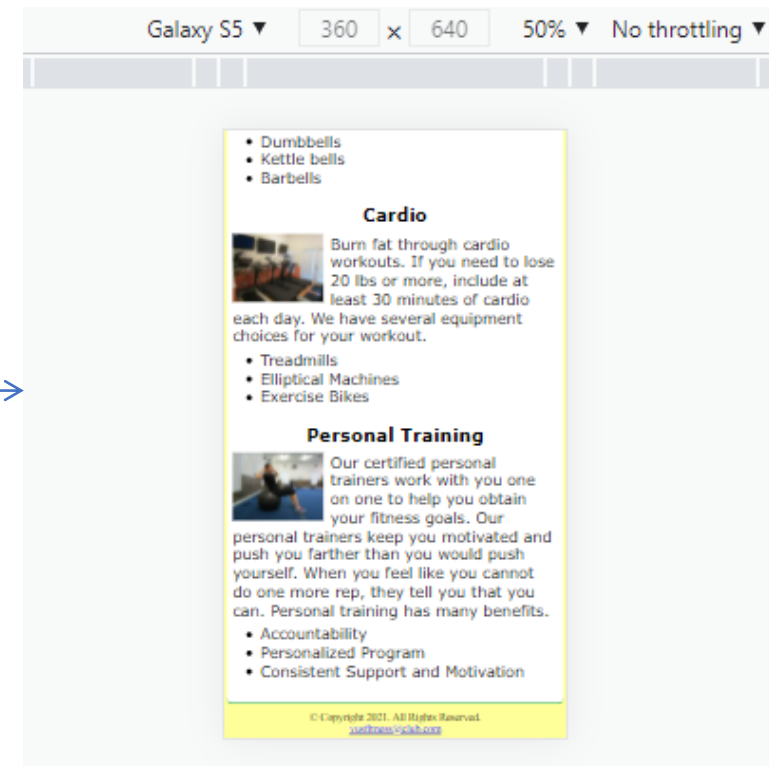 Galaxy S5 ▼ 360 × 640 50% ▼ No throttling ▼
• Dumbbells
• Kettle bells
• Barbells
Cardio
Burn fat through cardio
workouts. If you need to lose
20 lbs or more, include at
least 30 minutes of cardio
each day. We have several equipment
choices for your workout.
• Treadmills
• Elliptical Machines
• Exercise Bikes
Personal Training
Our certified personal
trainers work with you one
on one to help you obtain
your fitness goals. Our
personal trainers keep you motivated and
push you farther than you would push
yourself. When you feel like you cannot
do one more rep, they tell you that you
can. Personal training has many benefits.
• Accountability
• Personalized Program
• Consistent Support and Motivation
© Copyright 2021. All Rights Reserved.